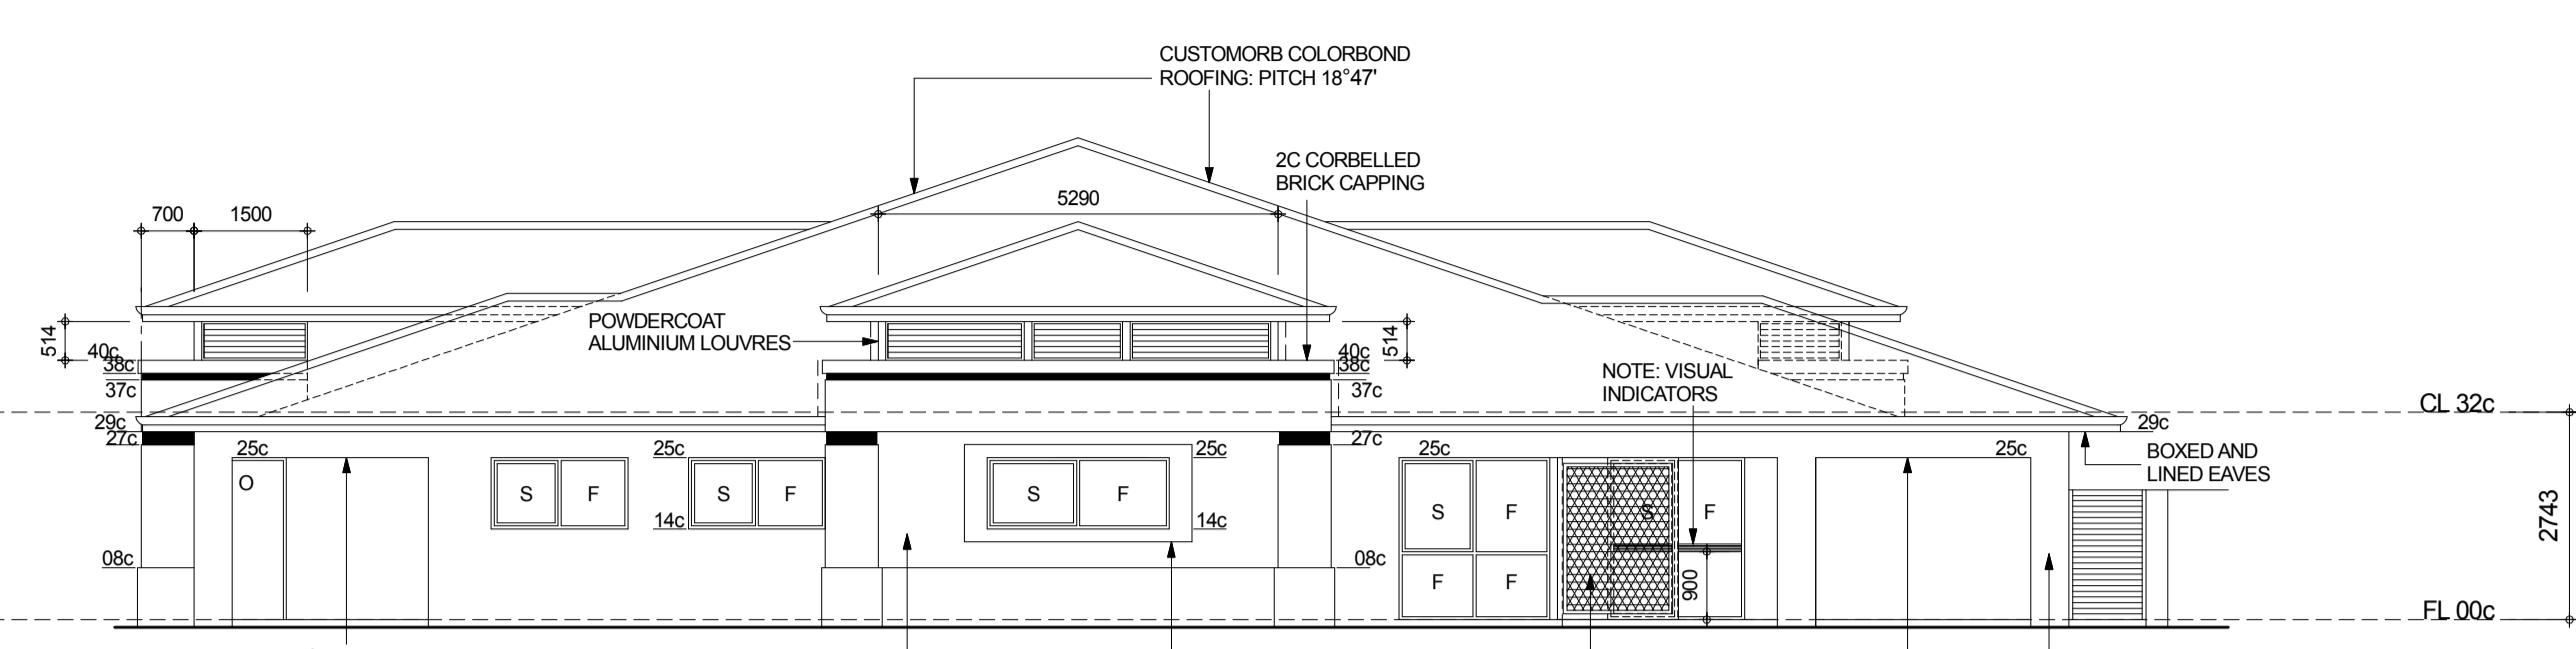 CUSTOMORB COLORBOND
ROOFING: PITCH 18°47'
2C CORBELLED
BRICK CAPPING
5290
700 1500
514
POWDERCOAT
ALUMINIUM LOUVRES
514
40c
38c
37c
40c
38c
37c
NOTE: VISUAL
INDICATORS
CL 32c
29c
27c
27c
29c
25c
25c
25c
25c
25c
BOXED AND
LINED EAVES
O
S F
S F
S F
S F
S F
14c
14c
2743
08c
08c
F F
900
FL 00c